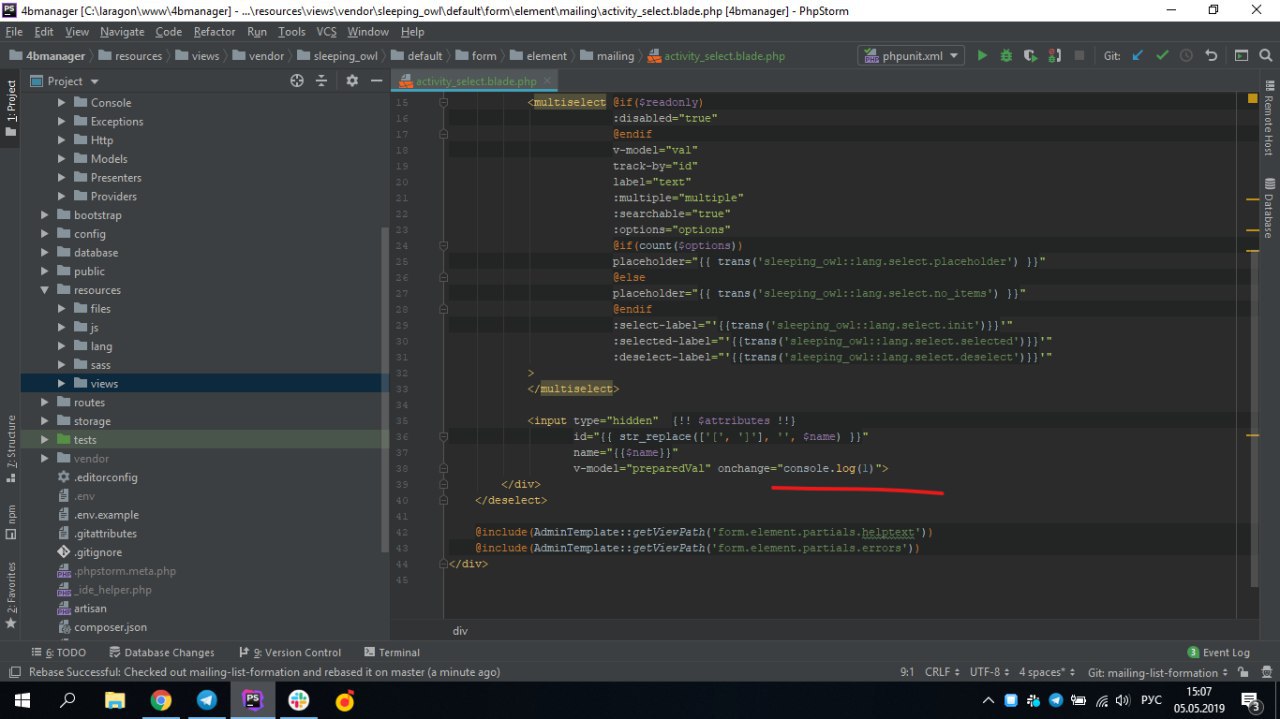 4bmanager [C:\laragon\www\4bmanager] - ...\resources\views\vendor\sleeping_owl\default\form\element\mailing\activity_select.blade.php [4bmanager] - PhpStorm
File Edit View Navigate Code Refactor Run Tools VCS Window Help
4bmanager resources views vendor sleeping_owl default form element mailing activity_select.blade.php phpunit.xml Git:
Project activity_select.blade.php
1: Project
Z: Structure
npm
2: Favorites
Console
Exceptions
Http
Models
Presenters
Providers
bootstrap
config
database
public
resources
files
js
lang
sass
views
routes
storage
tests
vendor
.editorconfig
.env
.env.example
.gitattributes
.gitignore
.phpstorm.meta.php
_ide_helper.php
artisan
composer.json
15 <multiselect @if($readonly)
16 :disabled="true"
17 @endif
18 v-model="val"
19 track-by="id"
20 label="text"
21 :multiple="multiple"
22 :searchable="true"
23 :options="options"
24 @if(count($options))
25 placeholder="{{ trans('sleeping_owl::lang.select.placeholder') }}"
26 @else
27 placeholder="{{ trans('sleeping_owl::lang.select.no_items') }}"
28 @endif
29 :select-label="'{{trans('sleeping_owl::lang.select.init')}}'"
30 :selected-label="'{{trans('sleeping_owl::lang.select.selected')}}'"
31 :deselect-label="'{{trans('sleeping_owl::lang.select.deselect')}}'"
32 >
33 </multiselect>
34
35 <input type="hidden" {!! $attributes !!}
36 id="{{ str_replace(['[', ']'], '', $name) }}"
37 name="{{$name}}"
38 v-model="preparedVal" onchange="console.log(1)">
39 </div>
40 </deselect>
41
42 @include(AdminTemplate::getViewPath('form.element.partials.helptext'))
43 @include(AdminTemplate::getViewPath('form.element.partials.errors'))
44 </div>
45
div
Remote Host
Database
6: TODO Database Changes 9: Version Control Terminal 3 Event Log
Rebase Successful: Checked out mailing-list-formation and rebased it on master (a minute ago) 9:1 CRLF UTF-8 4 spaces* Git: mailing-list-formation
РУС
15:07
05.05.2019
3